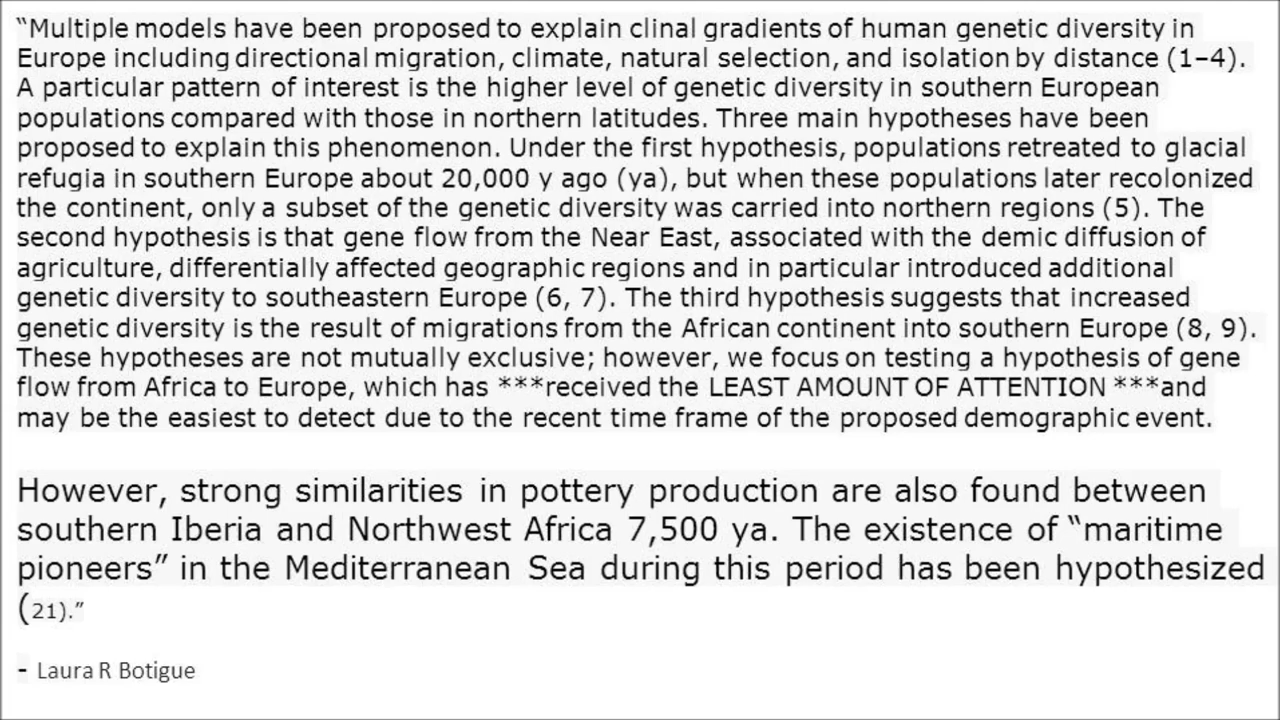 “Multiple models have been proposed to explain clinal gradients of human genetic diversity in
Europe including directional migration, climate, natural selection, and isolation by distance (1–4).
A particular pattern of interest is the higher level of genetic diversity in southern European
populations compared with those in northern latitudes. Three main hypotheses have been
proposed to explain this phenomenon. Under the first hypothesis, populations retreated to glacial
refugia in southern Europe about 20,000 y ago (ya), but when these populations later recolonized
the continent, only a subset of the genetic diversity was carried into northern regions (5). The
second hypothesis is that gene flow from the Near East, associated with the demic diffusion of
agriculture, differentially affected geographic regions and in particular introduced additional
genetic diversity to southeastern Europe (6, 7). The third hypothesis suggests that increased
genetic diversity is the result of migrations from the African continent into southern Europe (8, 9).
These hypotheses are not mutually exclusive; however, we focus on testing a hypothesis of gene
flow from Africa to Europe, which has ***received the LEAST AMOUNT OF ATTENTION ***and
may be the easiest to detect due to the recent time frame of the proposed demographic event.
However, strong similarities in pottery production are also found between
southern Iberia and Northwest Africa 7,500 ya. The existence of “maritime
pioneers” in the Mediterranean Sea during this period has been hypothesized
(21).”
- Laura R Botigue